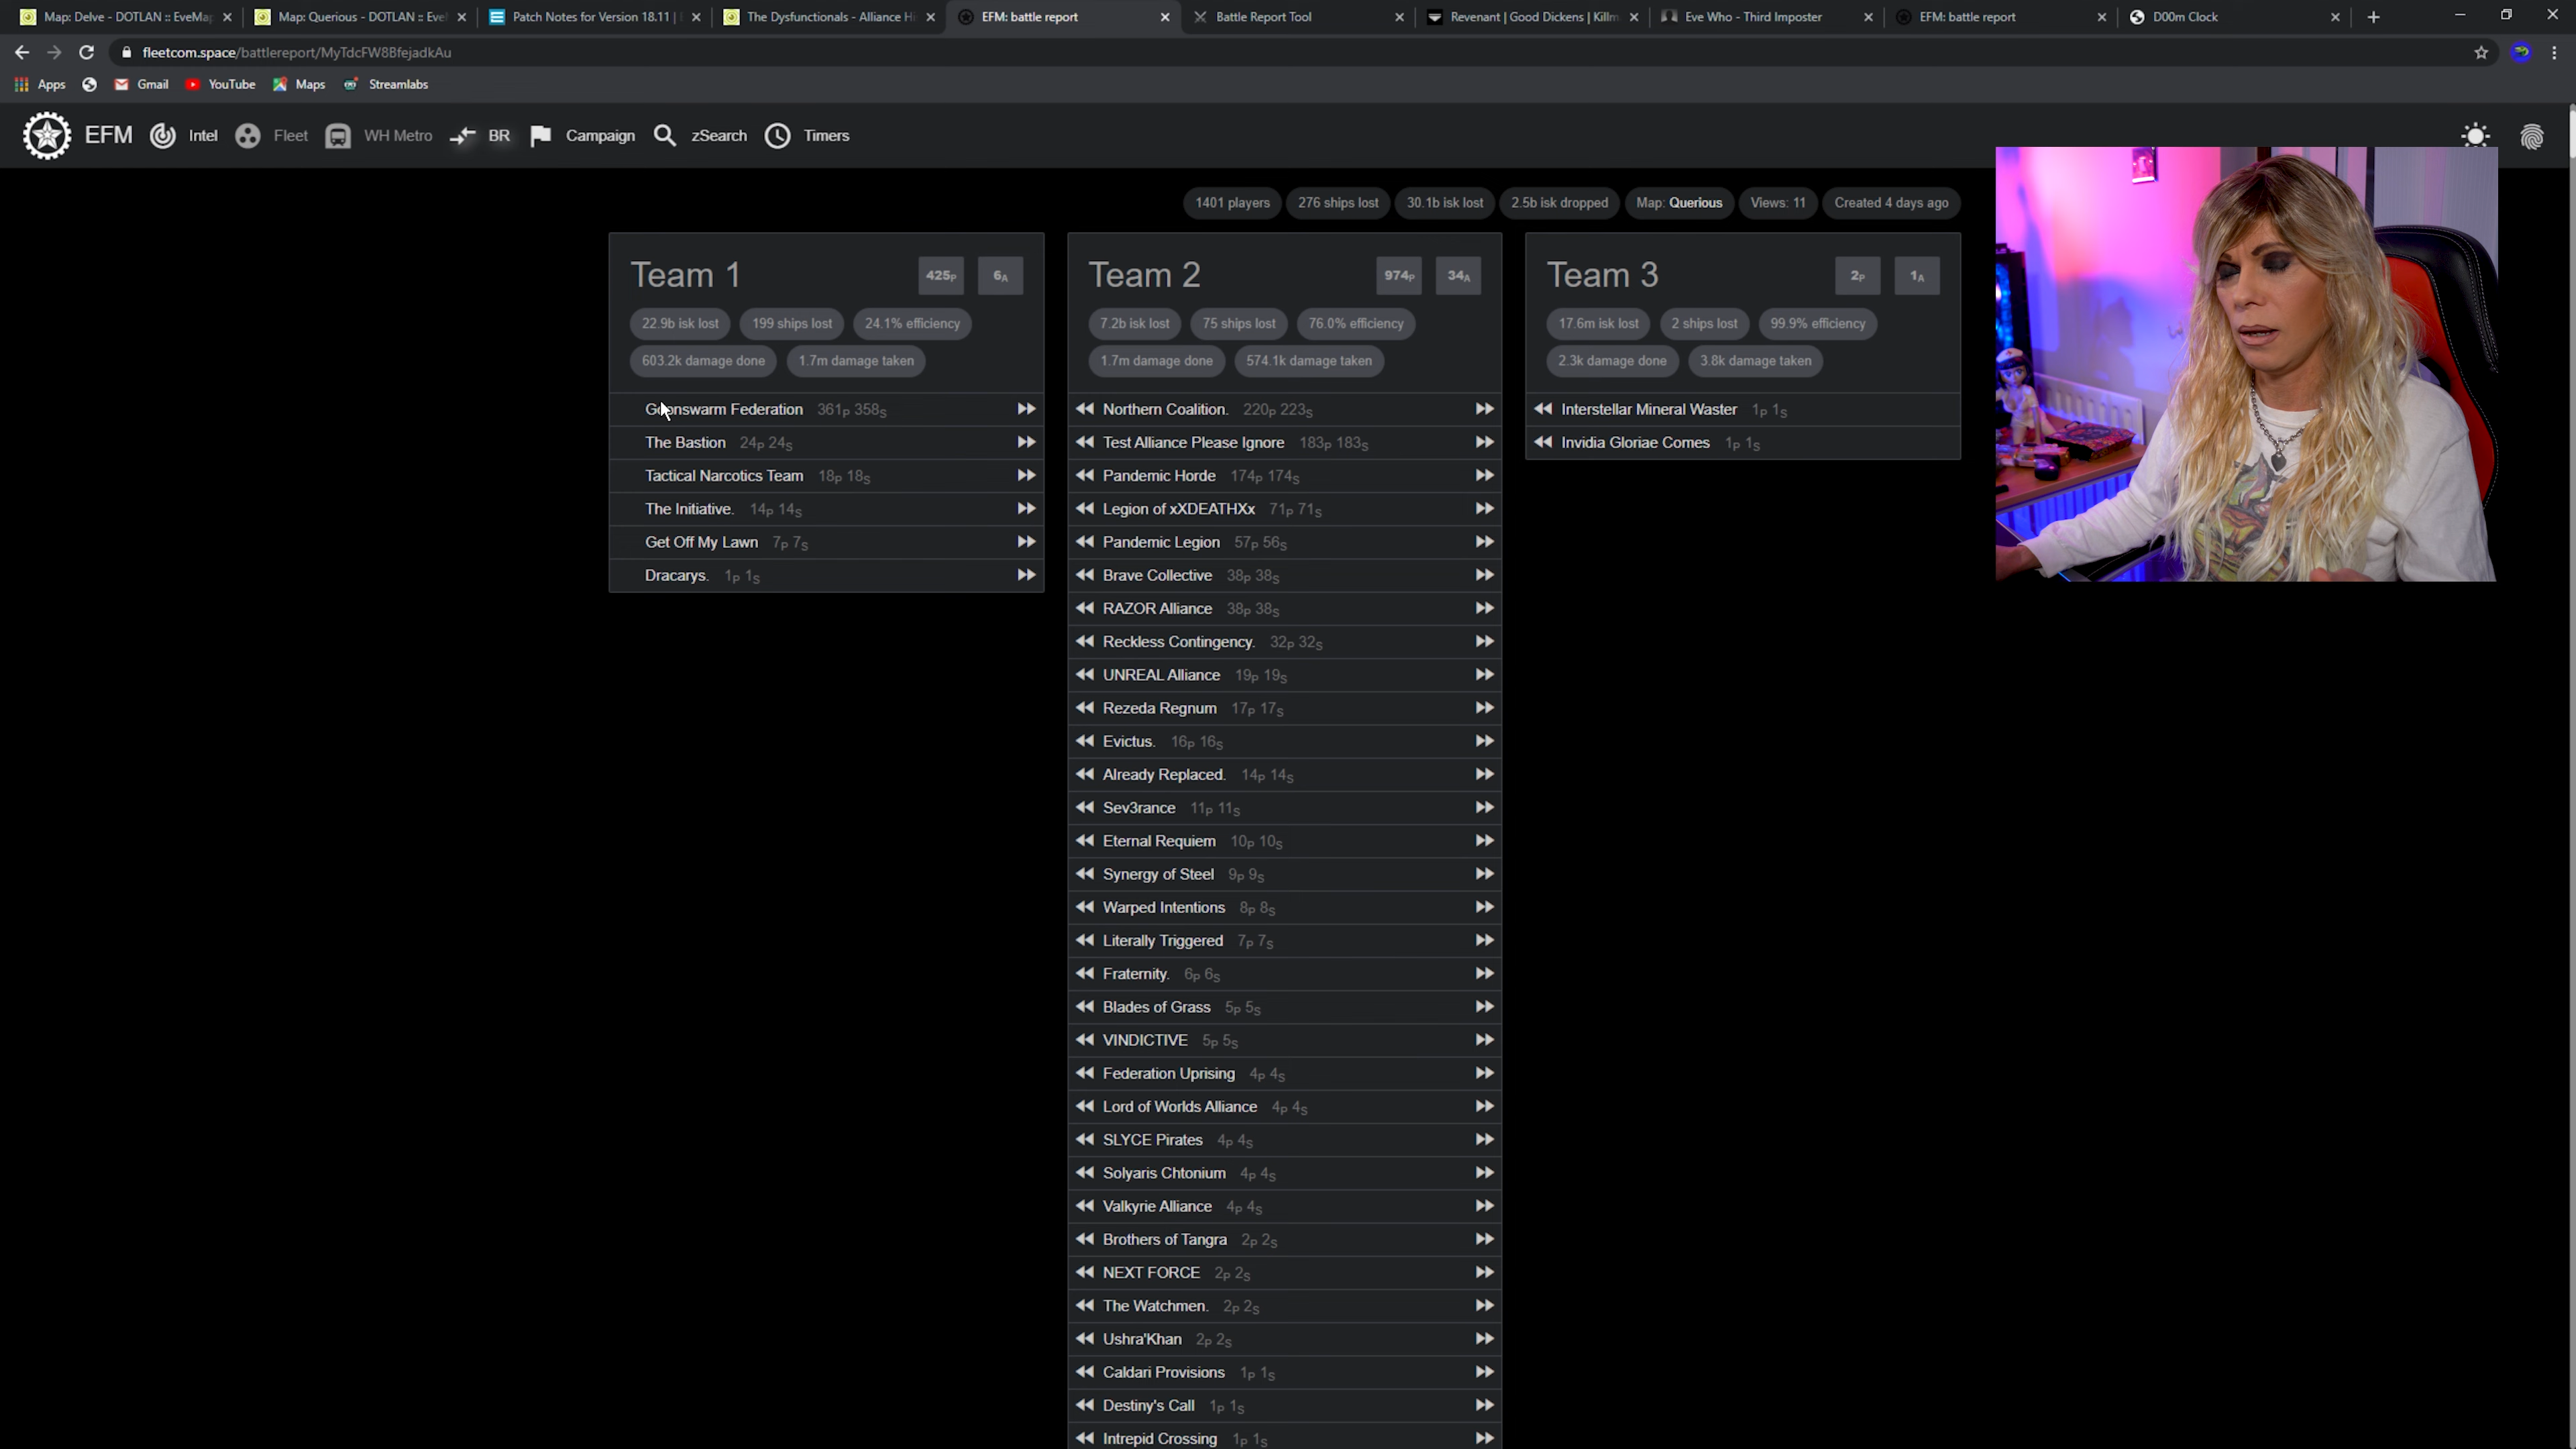 Map: Delve - DOTLAN :: EveMap
Map: Querious - DOTLAN :: Eve
Patch Notes for Version 18.11 |
The Dysfunctionals - Alliance Hi
EFM: battle report
Battle Report Tool
Revenant | Good Dickens | Killm
Eve Who - Third Imposter
EFM: battle report
D00m Clock
fleetcom.space/battlereport/MyTdcFW8BfejadkAu
Apps Gmail YouTube Maps Streamlabs
EFM Intel Fleet WH Metro BR Campaign zSearch Timers
1401 players 276 ships lost 30.1b isk lost 2.5b isk dropped Map: Querious Views: 11 Created 4 days ago
Team 1 425P 6A
22.9b isk lost 199 ships lost 24.1% efficiency
603.2k damage done 1.7m damage taken
Goonswarm Federation 361P 358S
The Bastion 24P 24S
Tactical Narcotics Team 18P 18S
The Initiative. 14P 14S
Get Off My Lawn 7P 7S
Dracarys. 1P 1S
Team 2 974P 34A
7.2b isk lost 75 ships lost 76.0% efficiency
1.7m damage done 574.1k damage taken
Northern Coalition. 220P 223S
Test Alliance Please Ignore 183P 183S
Pandemic Horde 174P 174S
Legion of xXDEATHXx 71P 71S
Pandemic Legion 57P 56S
Brave Collective 38P 38S
RAZOR Alliance 38P 38S
Reckless Contingency. 32P 32S
UNREAL Alliance 19P 19S
Rezeda Regnum 17P 17S
Evictus. 16P 16S
Already Replaced. 14P 14S
Sev3rance 11P 11S
Eternal Requiem 10P 10S
Synergy of Steel 9P 9S
Warped Intentions 8P 8S
Literally Triggered 7P 7S
Fraternity. 6P 6S
Blades of Grass 5P 5S
VINDICTIVE 5P 5S
Federation Uprising 4P 4S
Lord of Worlds Alliance 4P 4S
SLYCE Pirates 4P 4S
Solyaris Chtonium 4P 4S
Valkyrie Alliance 4P 4S
Brothers of Tangra 2P 2S
NEXT FORCE 2P 2S
The Watchmen. 2P 2S
Ushra'Khan 2P 2S
Caldari Provisions 1P 1S
Destiny's Call 1P 1S
Intrepid Crossing 1P 1S
Team 3 2P 1A
17.6m isk lost 2 ships lost 99.9% efficiency
2.3k damage done 3.8k damage taken
Interstellar Mineral Waster 1P 1S
Invidia Gloriae Comes 1P 1S